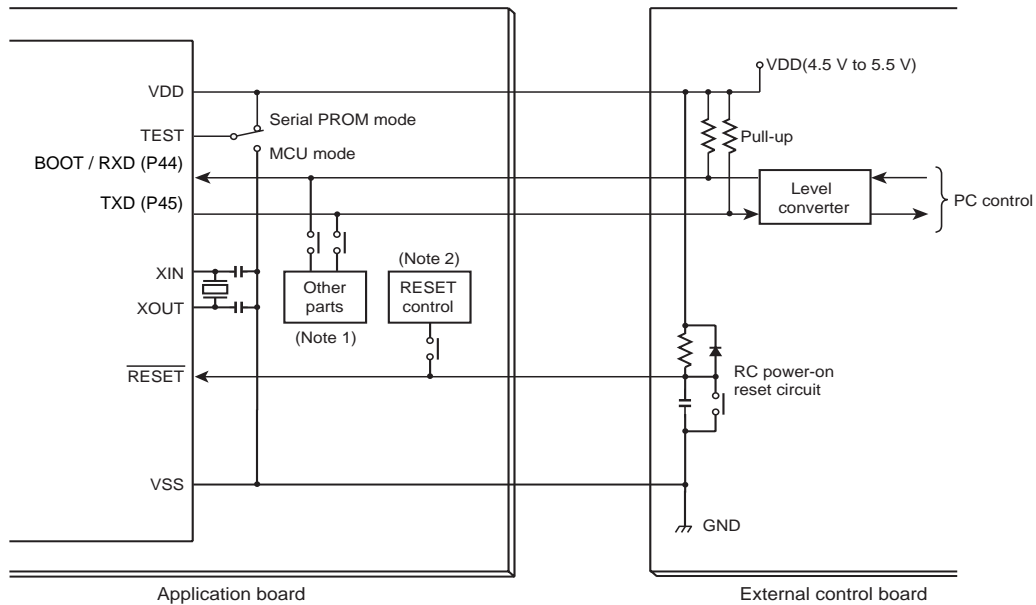 VDD(4.5 V to 5.5 V)
VDD
Serial PROM mode
TEST
Pull-up
MCU mode
BOOT / RXD (P44)
Level
converter
PC control
TXD (P45)
(Note 2)
XIN
Other
parts
RESET
control
XOUT
(Note 1)
RESET
RC power-on
reset circuit
VSS
GND
Application board
External control board